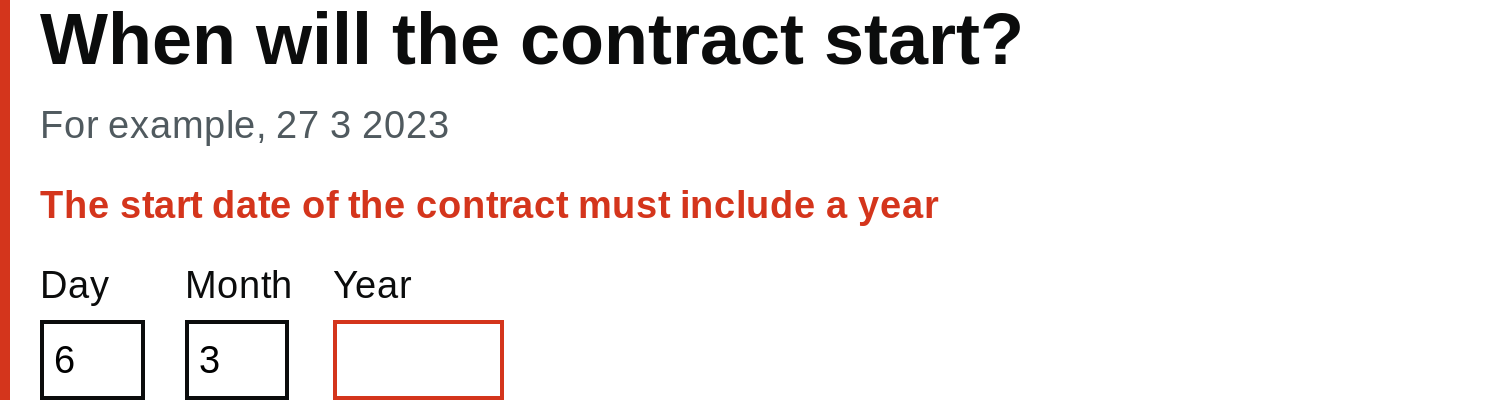 When will the contract start?
For example, 27 3 2023
The start date of the contract must include a year
Day Month Year
6 3